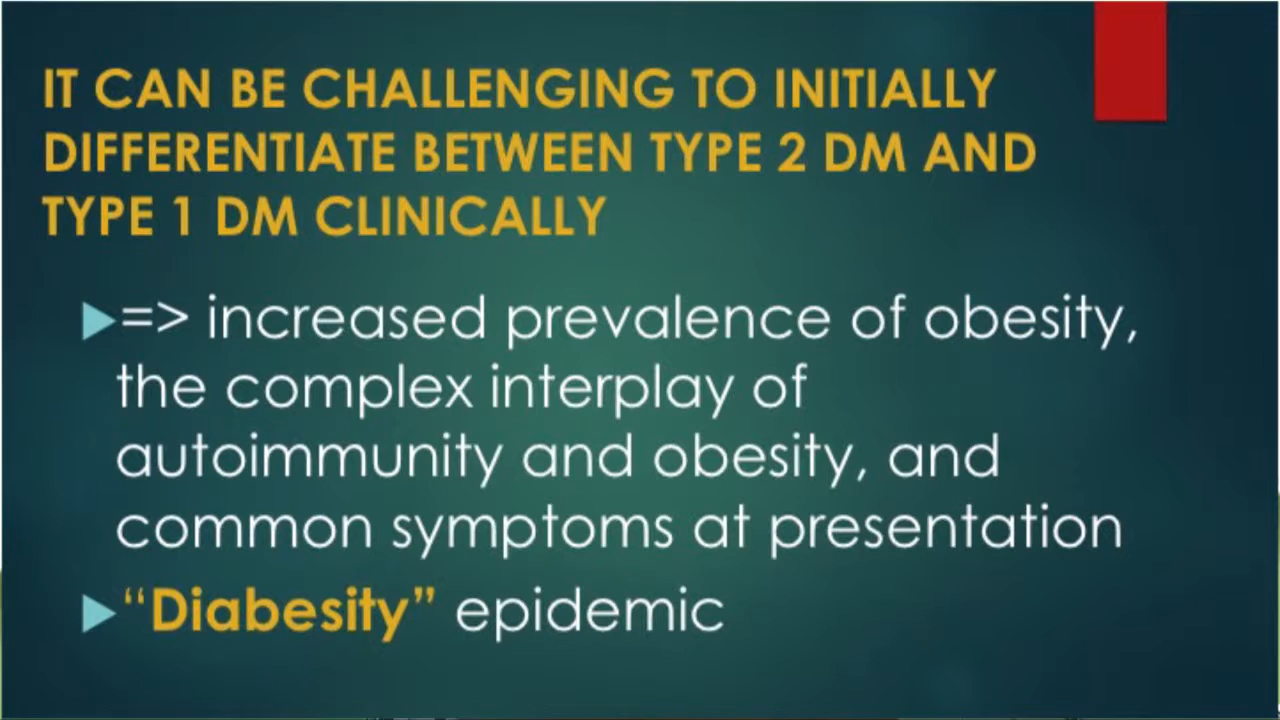 IT CAN BE CHALLENGING TO INITIALLY
DIFFERENTIATE BETWEEN TYPE 2 DM AND
TYPE 1 DM CLINICALLY
=> increased prevalence of obesity,
the complex interplay of
autoimmunity and obesity, and
common symptoms at presentation
“Diabesity” epidemic